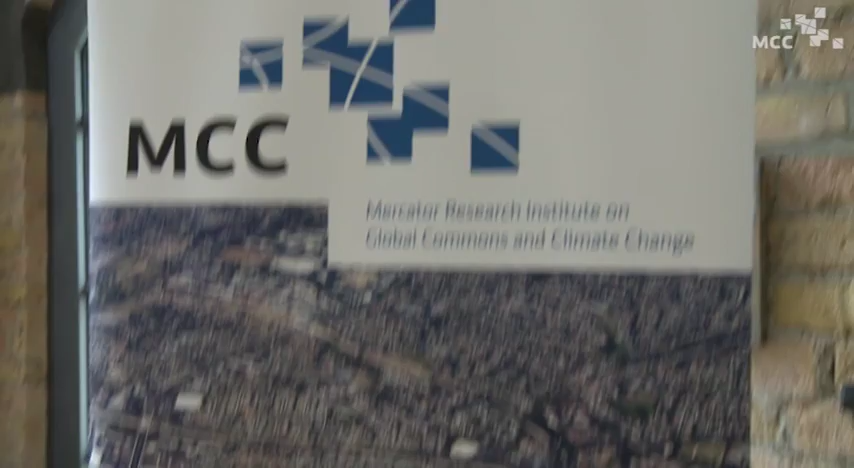 MCC
MCC
Mercator Research Institute on
Global Commons and Climate Change